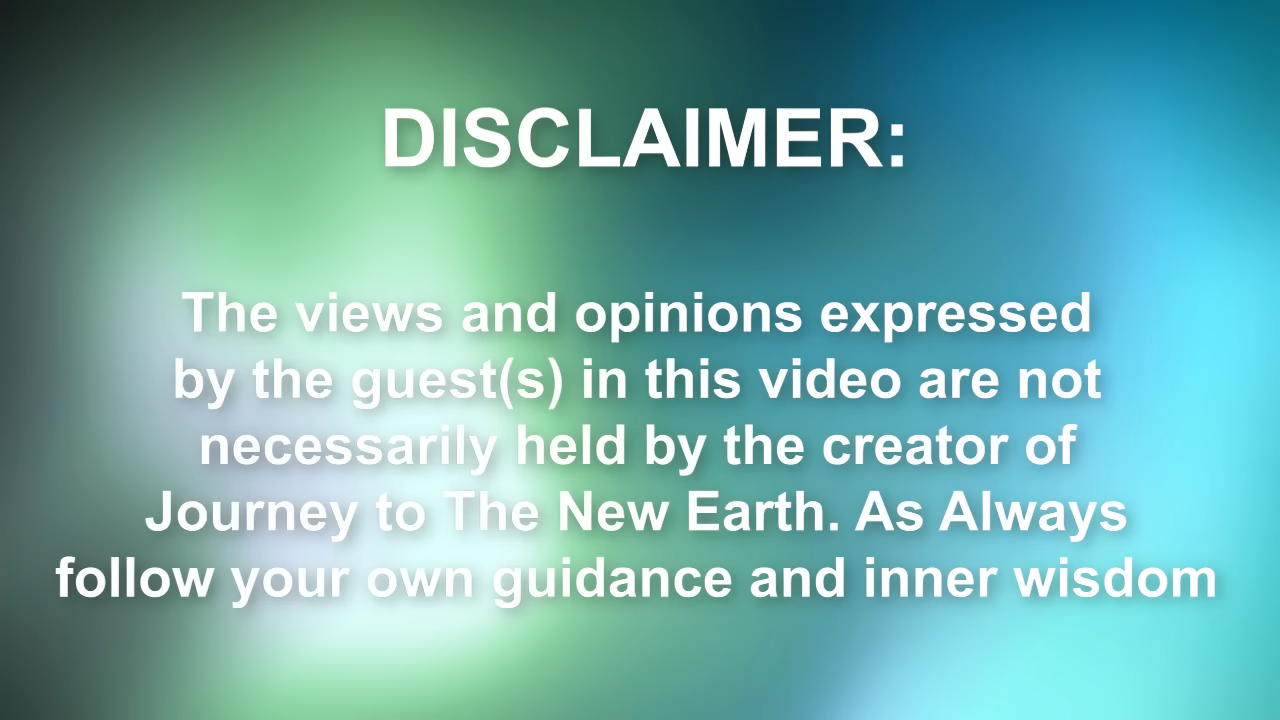 DISCLAIMER:
The views and opinions expressed
by the guest(s) in this video are not
necessarily held by the creator of
Journey to The New Earth. As Always
follow your own guidance and inner wisdom